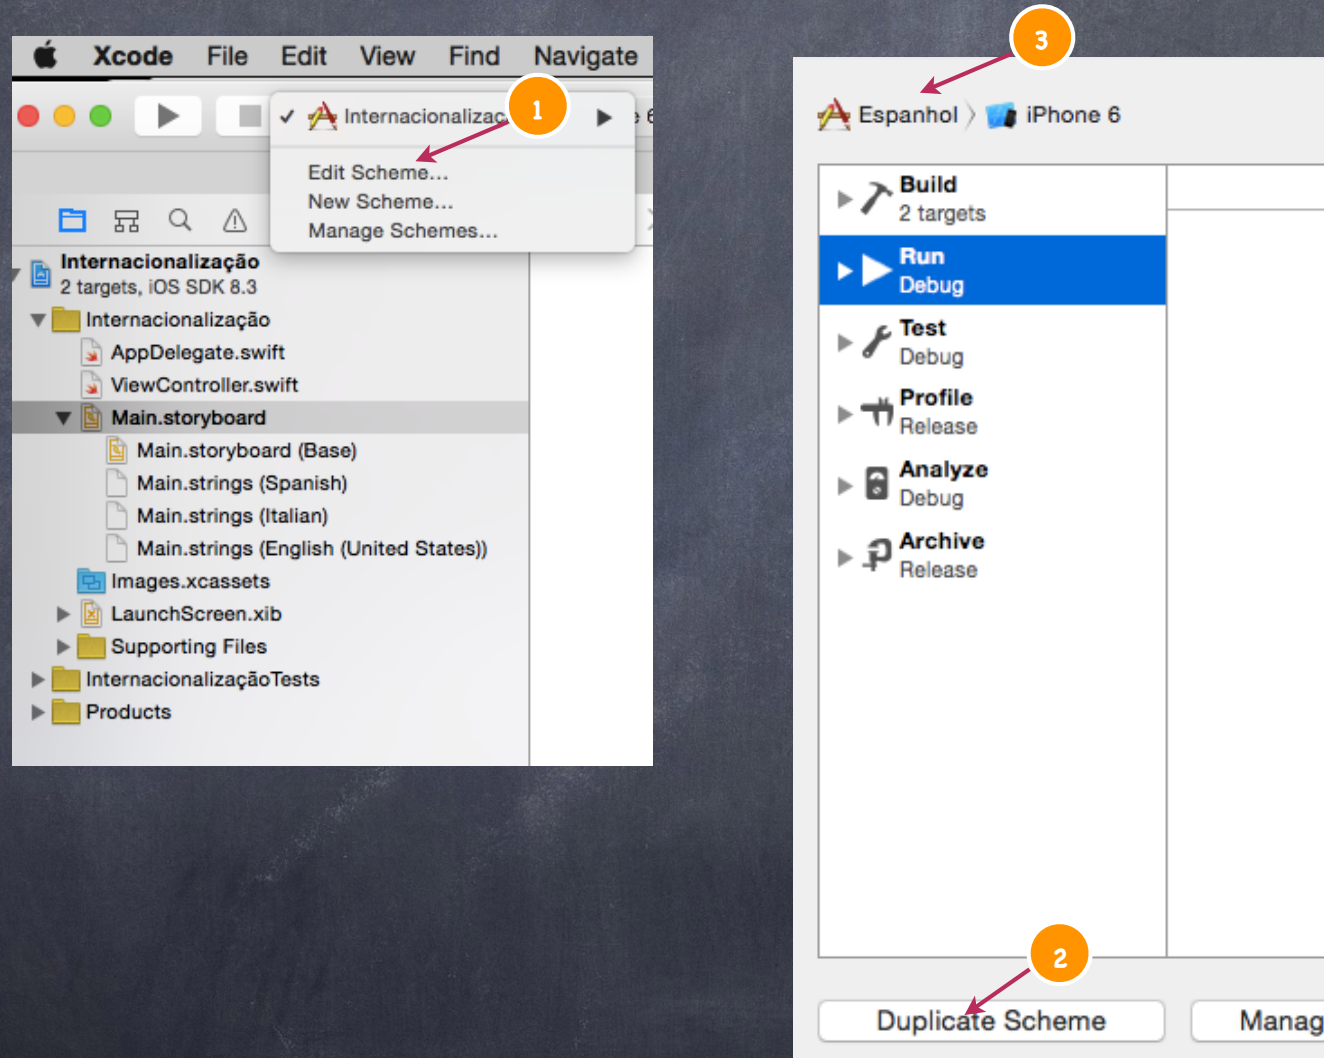 Xcode File Edit View Find Navigate
✓ Internacionalizaç
1
6
Edit Scheme...
New Scheme...
Manage Schemes...
Internacionalização
2 targets, iOS SDK 8.3
Internacionalização
AppDelegate.swift
ViewController.swift
Main.storyboard
Main.storyboard (Base)
Main.strings (Spanish)
Main.strings (Italian)
Main.strings (English (United States))
Images.xcassets
LaunchScreen.xib
Supporting Files
InternacionalizaçãoTests
Products
3
Espanhol 〉 iPhone 6
Build
2 targets
Run
Debug
Test
Debug
Profile
Release
Analyze
Debug
Archive
Release
2
Duplicate Scheme
Manag